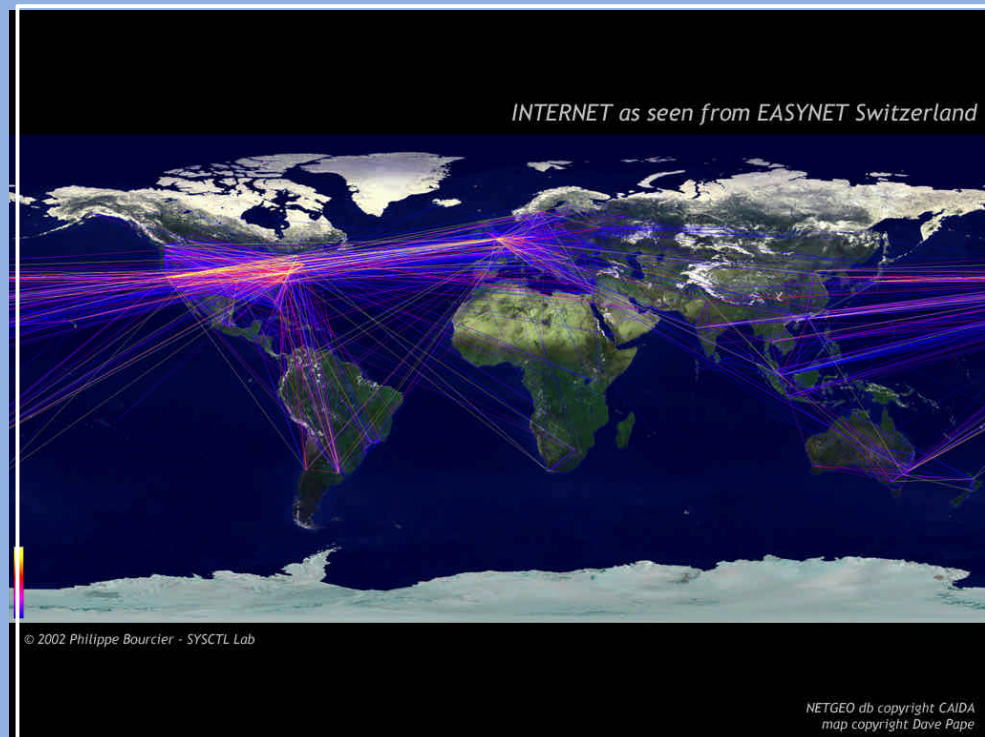 INTERNET as seen from EASYNET Switzerland
© 2002 Philippe Bourcier - SYSCTL Lab
NETGEO db copyright CAIDA
map copyright Dave Pape